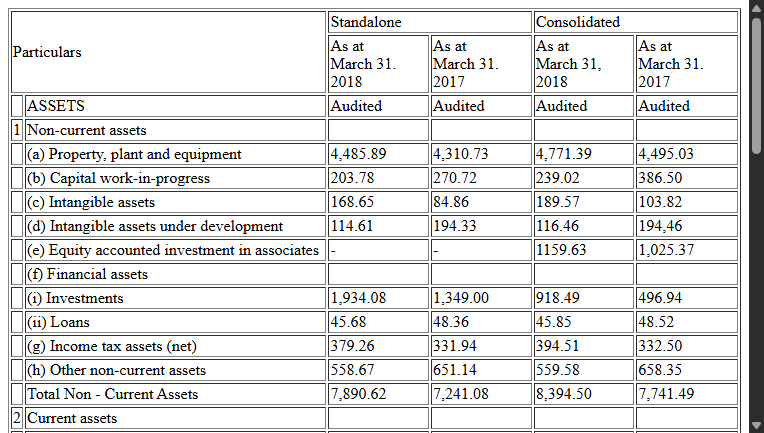 Particulars Standalone Consolidated
As at March 31. 2018 As at March 31. 2017 As at March 31, 2018 As at March 31. 2017
ASSETS Audited Audited Audited Audited
1 Non-current assets
(a) Property, plant and equipment 4,485.89 4,310.73 4,771.39 4,495.03
(b) Capital work-in-progress 203.78 270.72 239.02 386.50
(c) Intangible assets 168.65 84.86 189.57 103.82
(d) Intangible assets under development 114.61 194.33 116.46 194,46
(e) Equity accounted investment in associates - - 1159.63 1,025.37
(f) Financial assets
(i) Investments 1,934.08 1,349.00 918.49 496.94
(ii) Loans 45.68 48.36 45.85 48.52
(g) Income tax assets (net) 379.26 331.94 394.51 332.50
(h) Other non-current assets 558.67 651.14 559.58 658.35
Total Non - Current Assets 7,890.62 7,241.08 8,394.50 7,741.49
2 Current assets